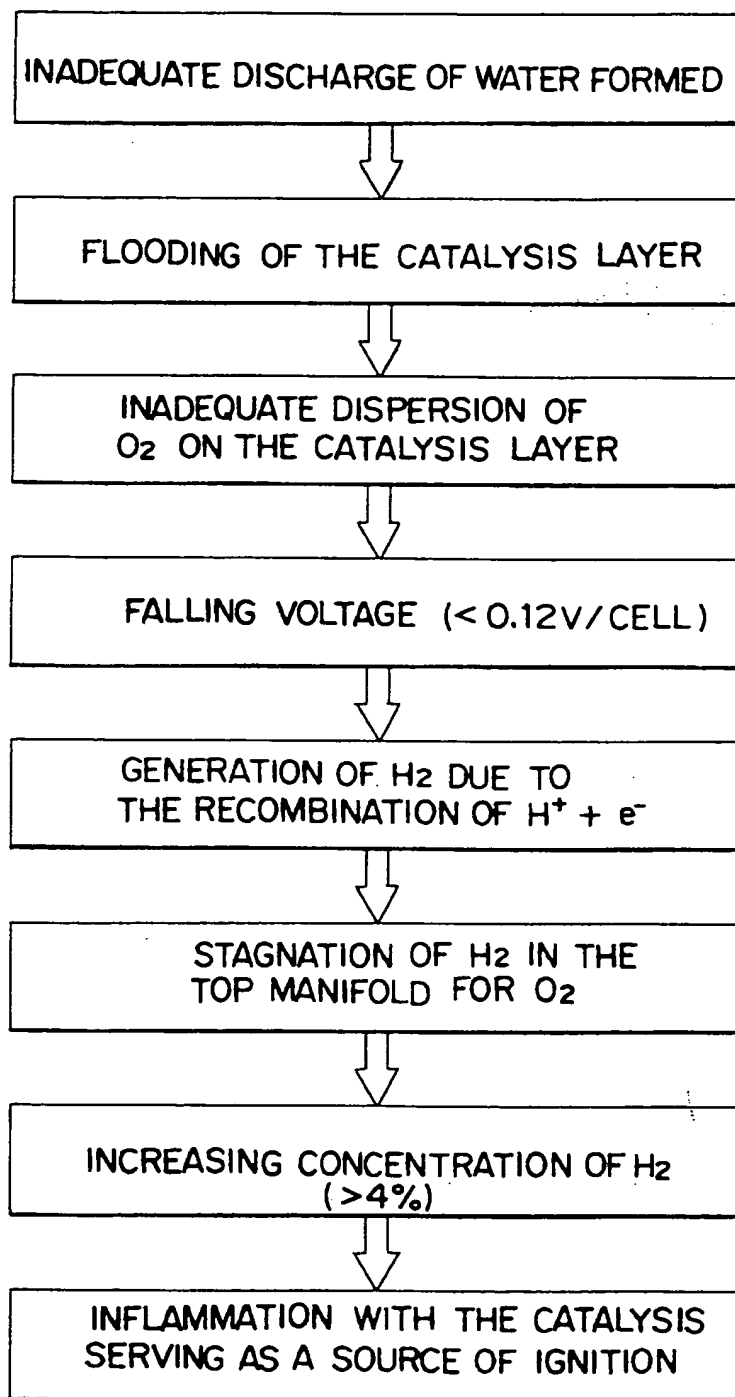 INADEQUATE DISCHARGE OF WATER FORMED
FLOODING OF THE CATALYSIS LAYER
INADEQUATE DISPERSION OF
O2 ON THE CATALYSIS LAYER
FALLING VOLTAGE (<0.12V/CELL)
GENERATION OF H2 DUE TO
THE RECOMBINATION OF H⁺ + e⁻
STAGNATION OF H2 IN THE
TOP MANIFOLD FOR O2
INCREASING CONCENTRATION OF H2
(>4%)
INFLAMMATION WITH THE CATALYSIS
SERVING AS A SOURCE OF IGNITION